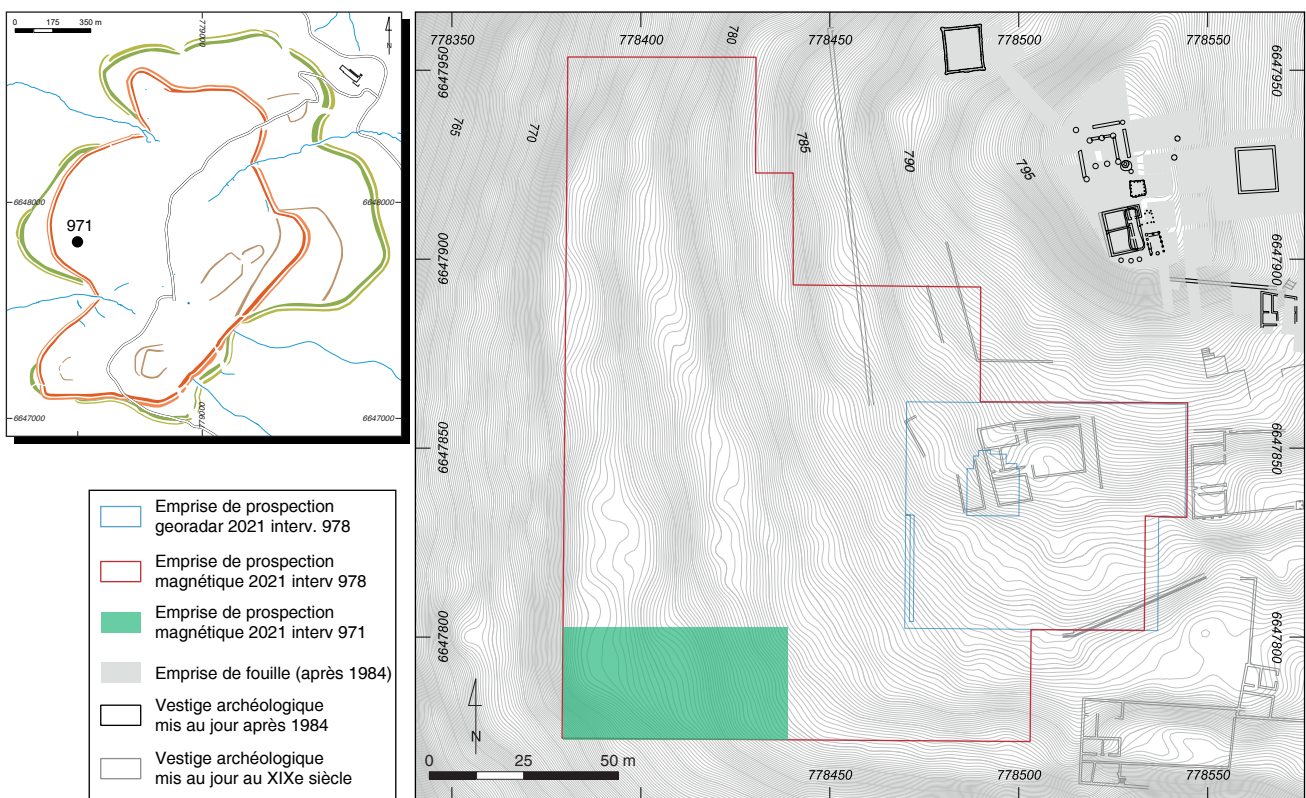 0 175 350 m
779000
N
6648000
6648000
971
6647000
6647000
779000
Emprise de prospection
georadar 2021 interv. 978
Emprise de prospection
magnétique 2021 interv 978
Emprise de prospection
magnétique 2021 interv 971
Emprise de fouille (après 1984)
Vestige archéologique
mis au jour après 1984
Vestige archéologique
mis au jour au XIXe siècle
778350
778400
780
778450
778500
778550
6647950
6647950
765
770
785
790
795
6647900
6647900
6647850
6647850
6647800
6647800
N
0 25 50 m
778450
778500
778550